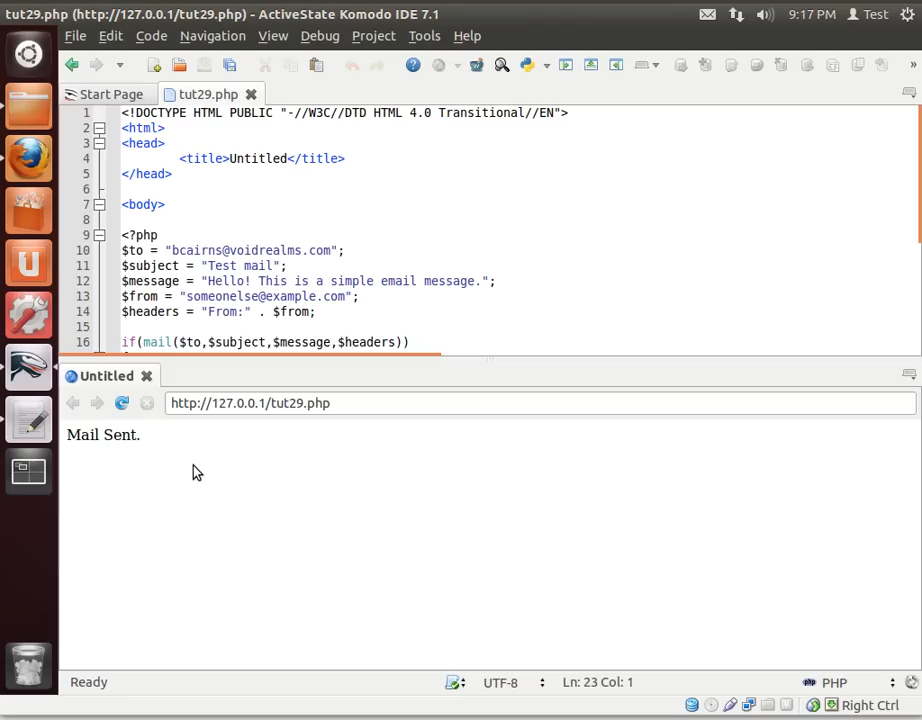 tut29.php (http://127.0.0.1/tut29.php) - ActiveState Komodo IDE 7.1
9:17 PM
Test
File Edit Code Navigation View Debug Project Tools Help
Start Page
tut29.php
1 <!DOCTYPE HTML PUBLIC "-//W3C//DTD HTML 4.0 Transitional//EN">
2 <html>
3 <head>
4 <title>Untitled</title>
5 </head>
6
7 <body>
8
9 <?php
10 $to = "bcairns@voidrealms.com";
11 $subject = "Test mail";
12 $message = "Hello! This is a simple email message.";
13 $from = "someonelse@example.com";
14 $headers = "From:" . $from;
15
16 if(mail($to,$subject,$message,$headers))
Untitled
http://127.0.0.1/tut29.php
Mail Sent.
Ready
UTF-8
Ln: 23 Col: 1
php PHP
Right Ctrl